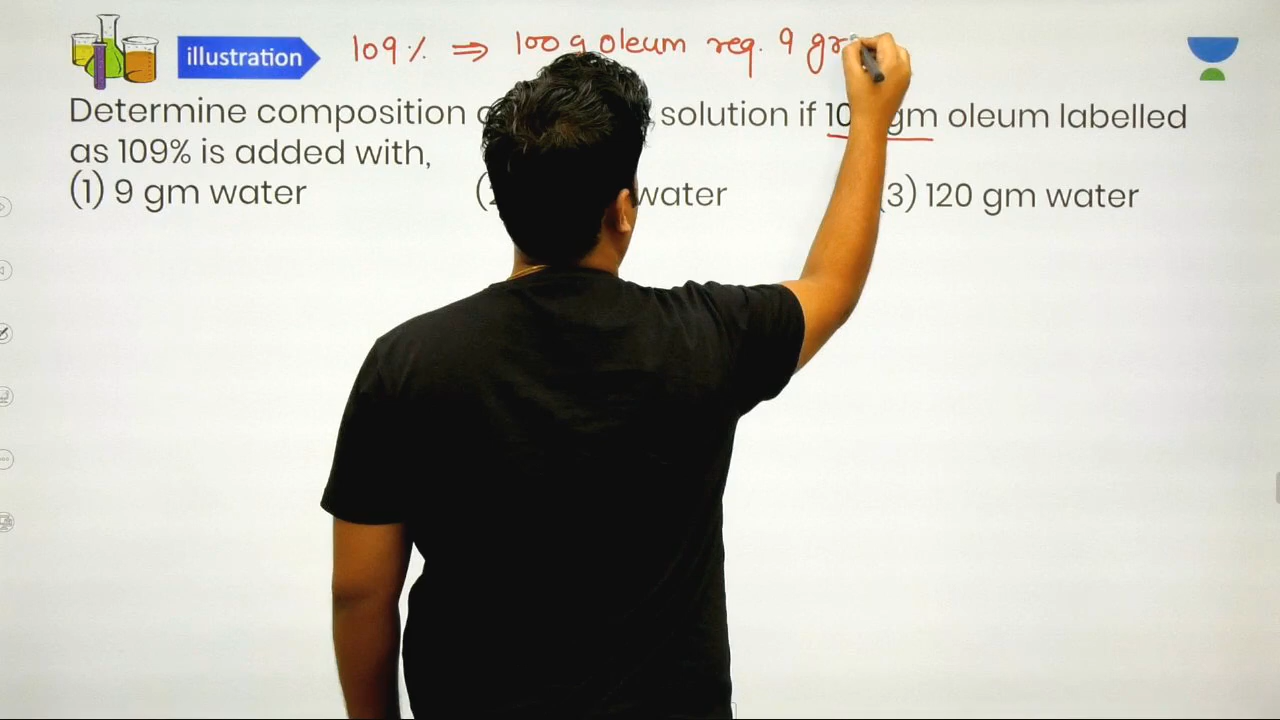 illustration
109% ⇒ 100 g oleum req. 9 gr
Determine composition solution if gm oleum labelled
as 109% is added with,
(1) 9 gm water water (3) 120 gm water